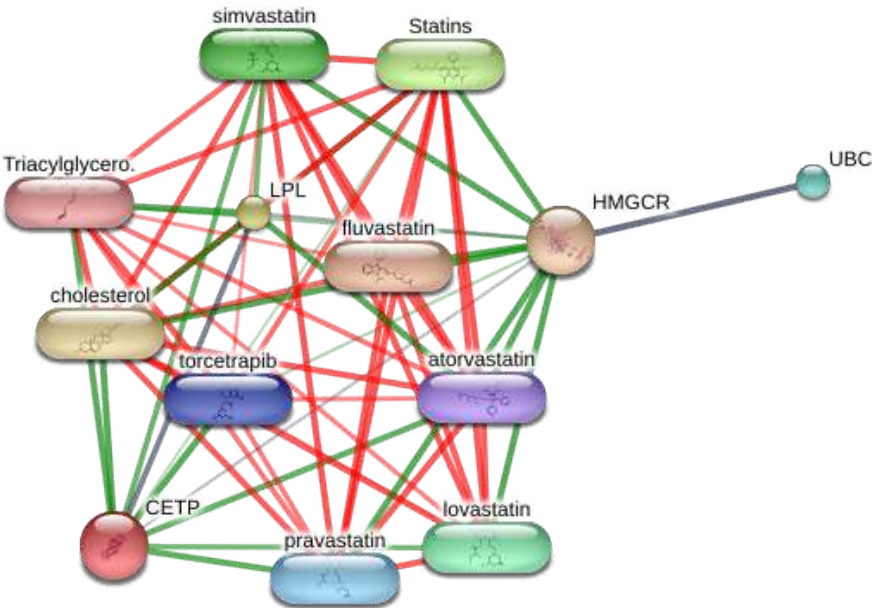 simvastatin
Statins
Triacylglycero.
UBC
LPL
HMGCR
fluvastatin
cholesterol
torcetrapib
atorvastatin
CETP
lovastatin
pravastatin